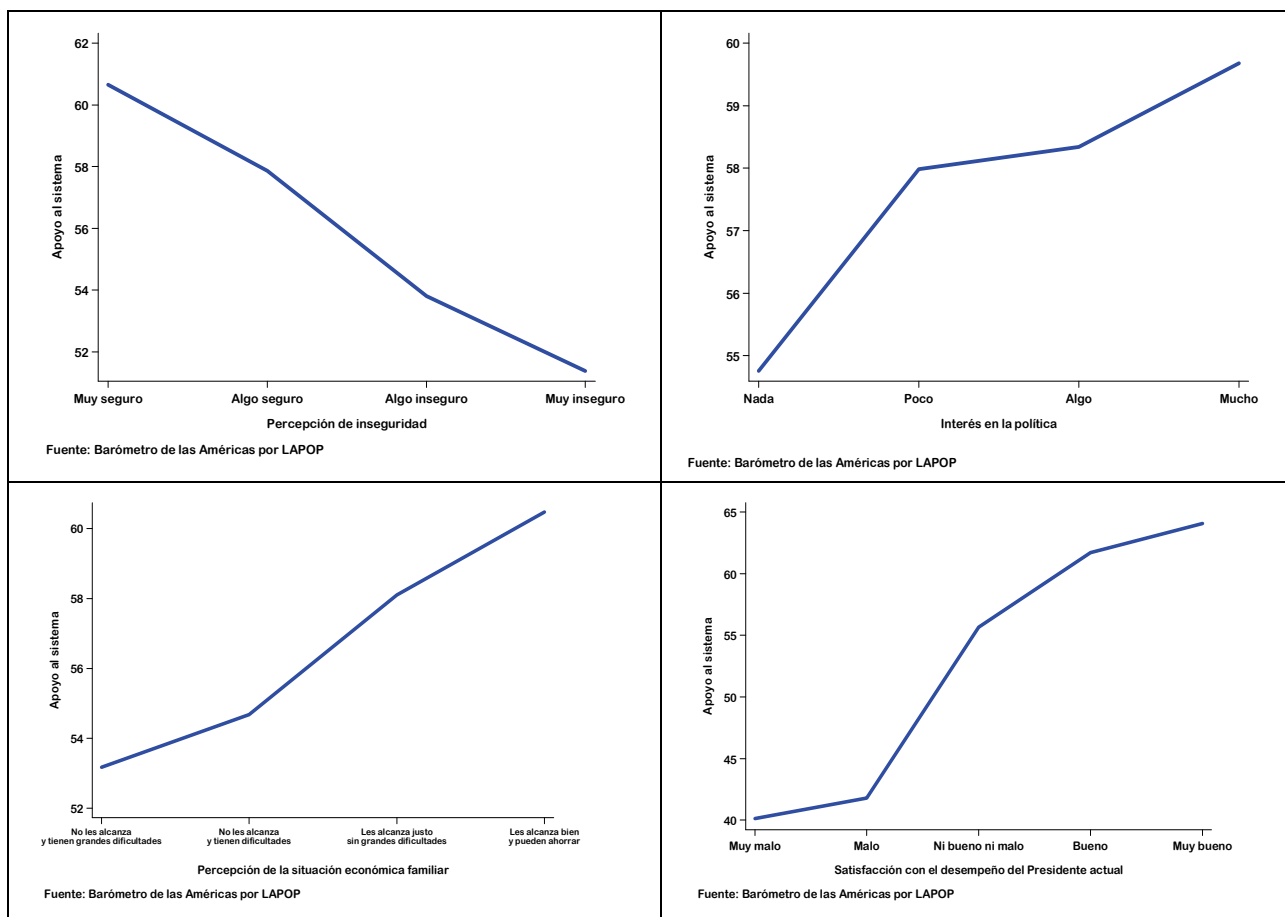 62
60
58
56
54
52
Apoyo al sistema
Muy seguro Algo seguro Algo inseguro Muy inseguro
Percepción de inseguridad
Fuente: Barómetro de las Américas por LAPOP
60
59
58
57
56
55
Apoyo al sistema
Nada Poco Algo Mucho
Interés en la política
Fuente: Barómetro de las Américas por LAPOP
60
58
56
54
52
Apoyo al sistema
No les alcanza No les alcanza Les alcanza justo Les alcanza bien
y tienen grandes dificultades y tienen dificultades sin grandes dificultades y pueden ahorrar
Percepción de la situación económica familiar
Fuente: Barómetro de las Américas por LAPOP
65
60
55
50
45
40
Apoyo al sistema
Muy malo Malo Ni bueno ni malo Bueno Muy bueno
Satisfacción con el desempeño del Presidente actual
Fuente: Barómetro de las Américas por LAPOP